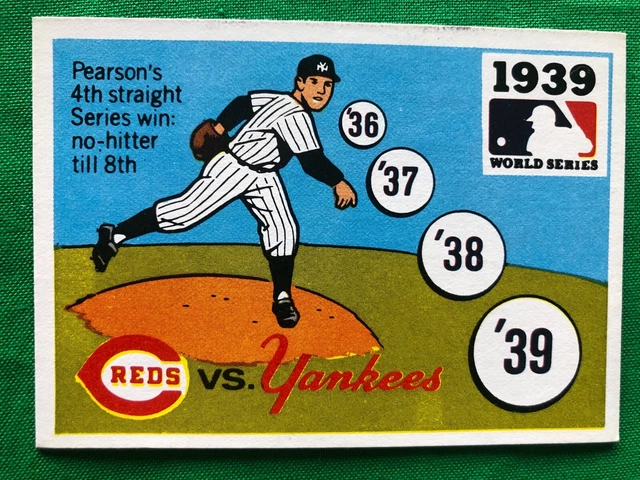 Pearson's
4th straight
Series win:
no-hitter
till 8th
1939
WORLD SERIES
NY
'36
'37
'38
'39
REDS VS. Yankees